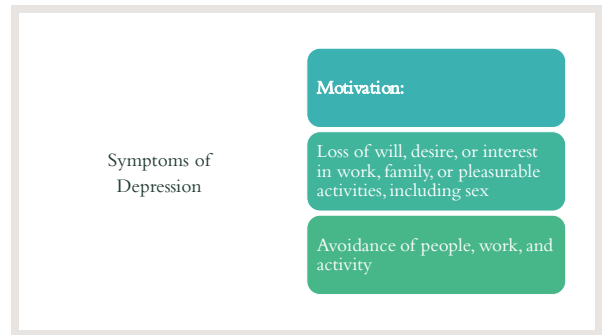 Symptoms of
Depression
Motivation:
Loss of will, desire, or interest
in work, family, or pleasurable
activities, including sex
Avoidance of people, work, and
activity